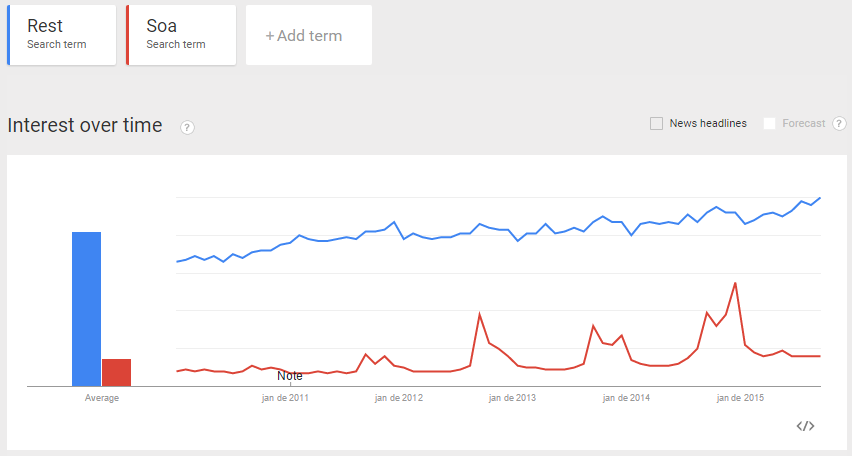 Rest
Search term
Soa
Search term
+Add term
Interest over time ?
News headlines
Forecast ?
Note
Average
jan de 2011
jan de 2012
jan de 2013
jan de 2014
jan de 2015
</>